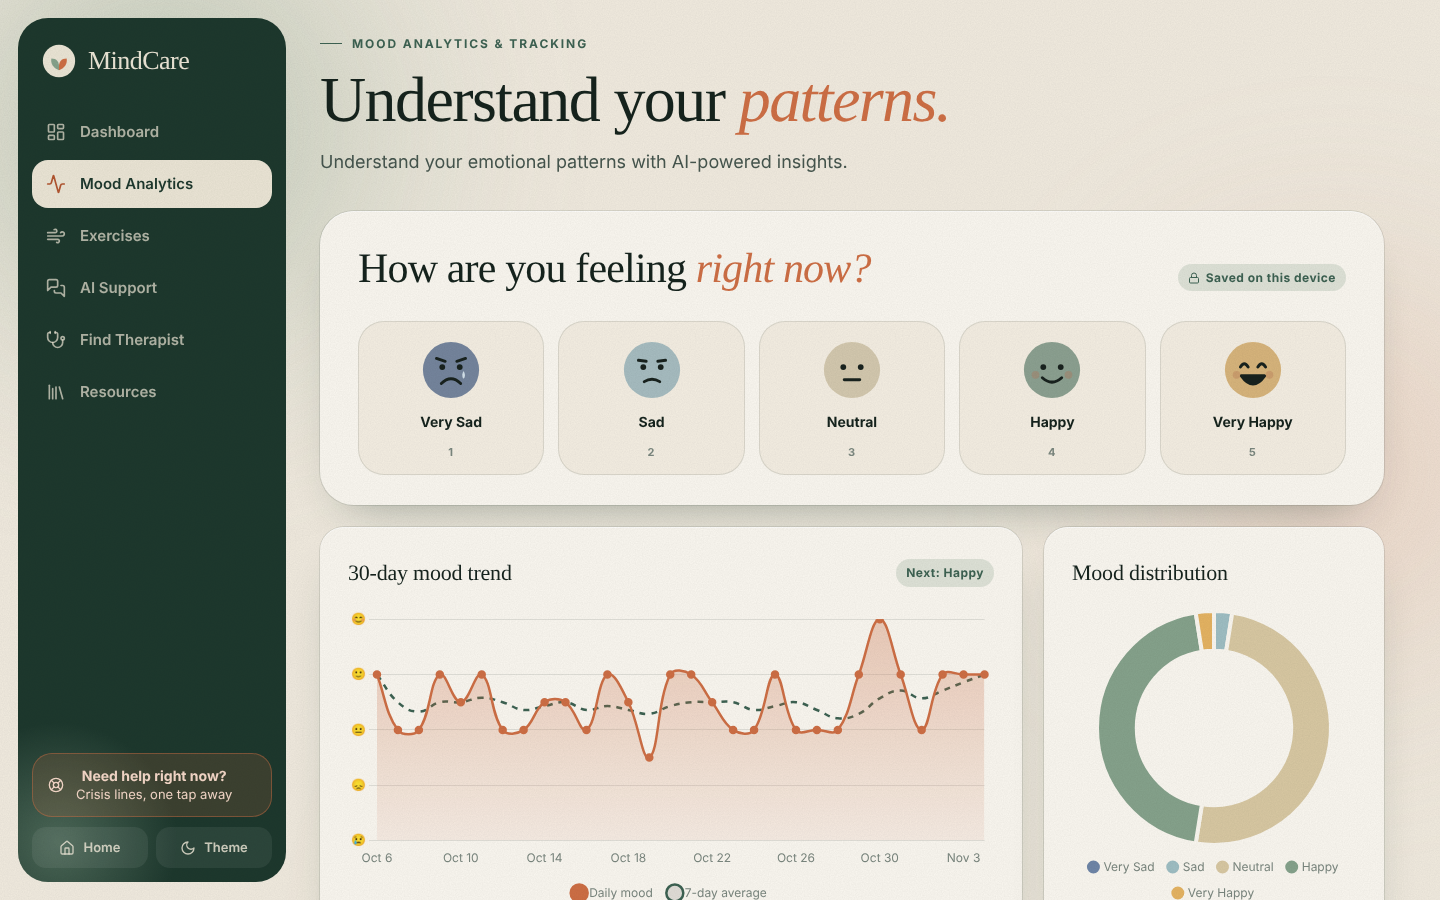 MindCare
Dashboard
Mood Analytics
Exercises
AI Support
Find Therapist
Resources
Need help right now?
Crisis lines, one tap away
Home
Theme
MOOD ANALYTICS & TRACKING
Understand your patterns.
Understand your emotional patterns with AI-powered insights.
How are you feeling right now?
Saved on this device
Very Sad
1
Sad
2
Neutral
3
Happy
4
Very Happy
5
30-day mood trend
Next: Happy
Oct 6 Oct 10 Oct 14 Oct 18 Oct 22 Oct 26 Oct 30 Nov 3
Daily mood 7-day average
Mood distribution
Very Sad Sad Neutral Happy
Very Happy